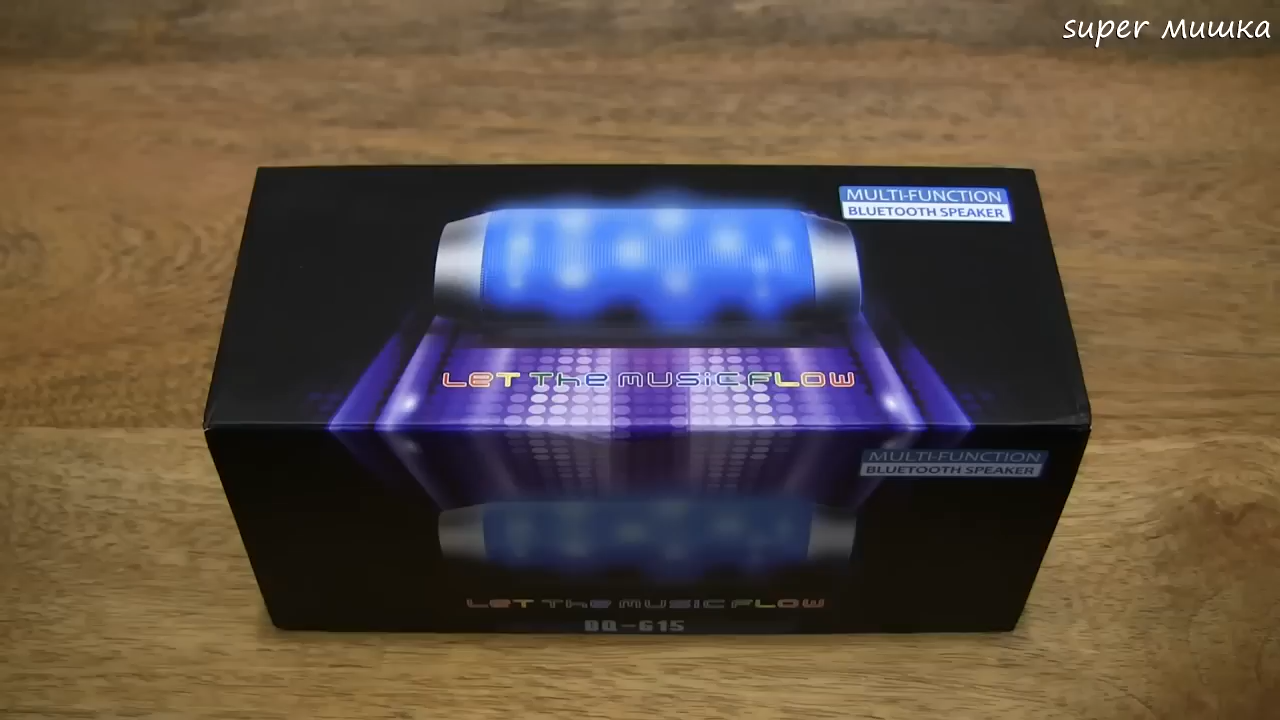 super мишка
MULTI-FUNCTION
BLUETOOTH SPEAKER
LET THE MUSIC FLOW
MULTI-FUNCTION
BLUETOOTH SPEAKER
LET THE MUSIC FLOW
BQ-615